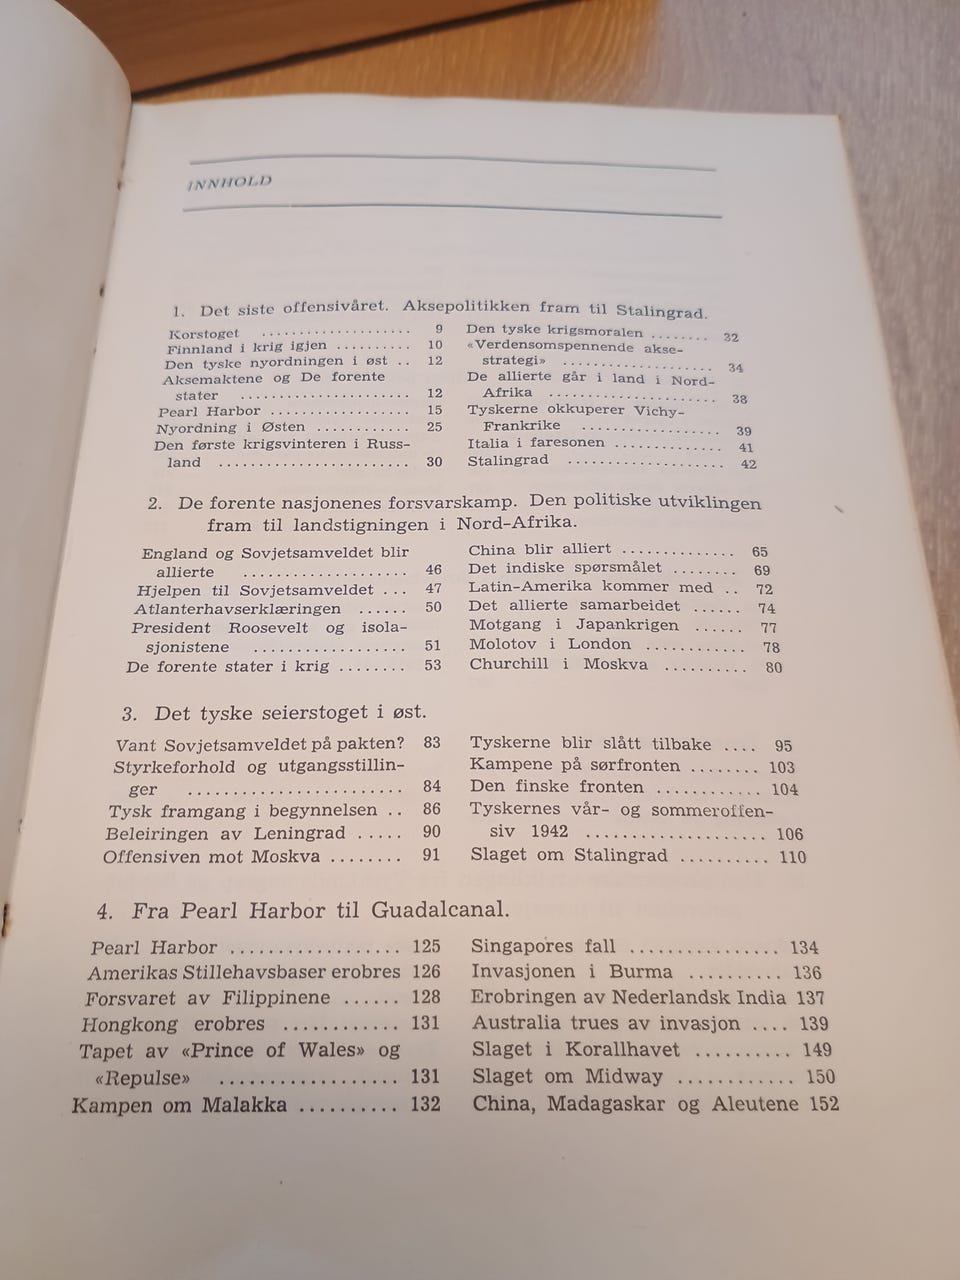 INNHOLD
1. Det siste offensivåret. Aksepolitikken fram til Stalingrad.
Korstoget .................... 9
Finnland i krig igjen .......... 10
Den tyske nyordningen i øst .. 12
Aksemaktene og De forente
stater ...................... 12
Pearl Harbor ................. 15
Nyordning i Østen ............ 25
Den første krigsvinteren i Russ-
land ........................ 30
Den tyske krigsmoralen ........ 32
«Verdensomspennende akse-
strategi» .................... 34
De allierte går i land i Nord-
Afrika ...................... 38
Tyskerne okkuperer Vichy-
Frankrike .................. 39
Italia i faresonen ............. 41
Stalingrad .................... 42
2. De forente nasjonenes forsvarskamp. Den politiske utviklingen
fram til landstigningen i Nord-Afrika.
England og Sovjetsamveldet blir
allierte .................... 46
Hjelpen til Sovjetsamveldet ... 47
Atlanterhavserklæringen ...... 50
President Roosevelt og isola-
sjonistene .................. 51
De forente stater i krig ........ 53
China blir alliert .............. 65
Det indiske spørsmålet ........ 69
Latin-Amerika kommer med .. 72
Det allierte samarbeidet ...... 74
Motgang i Japankrigen ...... 77
Molotov i London ............ 78
Churchill i Moskva .......... 80
3. Det tyske seierstoget i øst.
Vant Sovjetsamveldet på pakten? 83
Styrkeforhold og utgangsstillin-
ger ........................ 84
Tysk framgang i begynnelsen .. 86
Beleiringen av Leningrad ..... 90
Offensiven mot Moskva ........ 91
Tyskerne blir slått tilbake .... 95
Kampene på sørfronten ........ 103
Den finske fronten ............ 104
Tyskernes vår- og sommeroffen-
siv 1942 ................... 106
Slaget om Stalingrad .......... 110
4. Fra Pearl Harbor til Guadalcanal.
Pearl Harbor ................. 125
Amerikas Stillehavsbaser erobres 126
Forsvaret av Filippinene ...... 128
Hongkong erobres ............ 131
Tapet av «Prince of Wales» og
«Repulse» .................. 131
Kampen om Malakka .......... 132
Singapores fall ............... 134
Invasjonen i Burma .......... 136
Erobringen av Nederlandsk India 137
Australia trues av invasjon .... 139
Slaget i Korallhavet .......... 149
Slaget om Midway ............ 150
China, Madagaskar og Aleutene 152